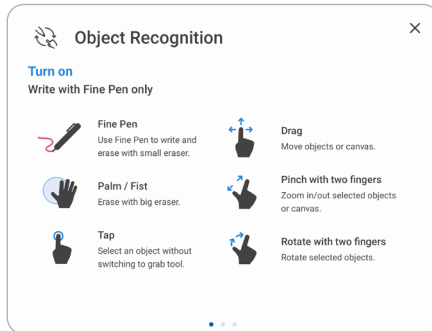 Object Recognition
Turn on
Write with Fine Pen only
Fine Pen
Use Fine Pen to write and
erase with small eraser.
Palm / Fist
Erase with big eraser.
Tap
Select an object without
switching to grab tool.
Drag
Move objects or canvas.
Pinch with two fingers
Zoom in/out selected objects
or canvas.
Rotate with two fingers
Rotate selected objects.